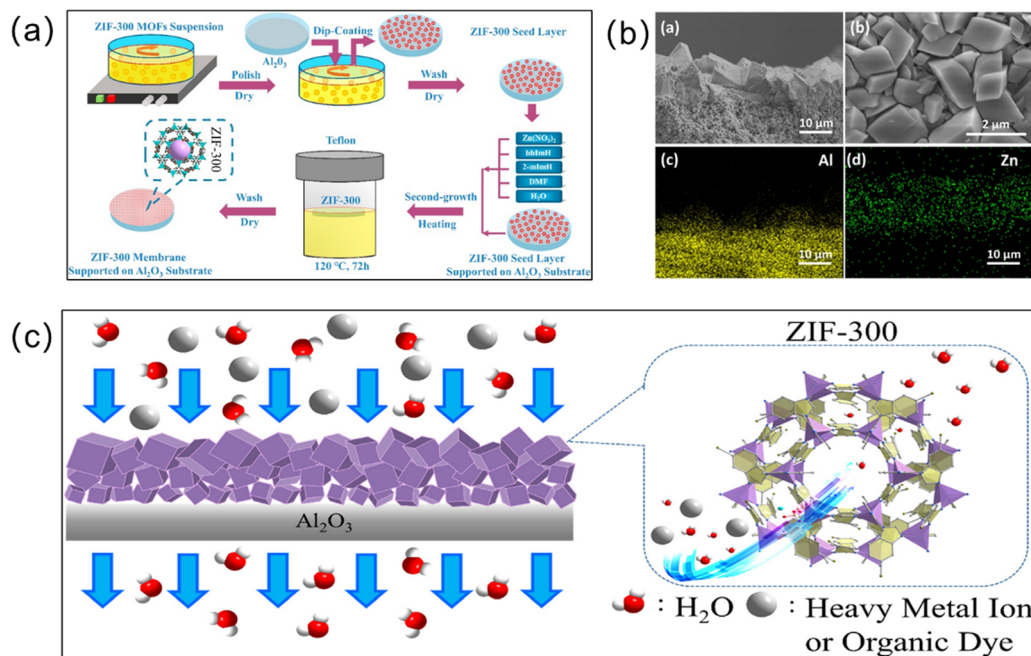 (a)
ZIF-300 MOFs Suspension
Dip-Coating
ZIF-300 Seed Layer
Al₂0₃
Polish
Dry
Wash
Dry
ZIF-300
Teflon
ZIF-300
120 °C, 72h
Zn(NO₃)₂
bbImH
2-mImH
DMF
H₂O
Second-growth
Heating
Wash
Dry
ZIF-300 Membrane
Supported on Al₂O₃ Substrate
ZIF-300 Seed Layer
Supported on Al₂O₃ Substrate
(b)
(a)
10 μm
(b)
2 μm
(c)
Al
10 μm
(d)
Zn
10 μm
(c)
Al₂O₃
ZIF-300
: H₂O
: Heavy Metal Ion
or Organic Dye